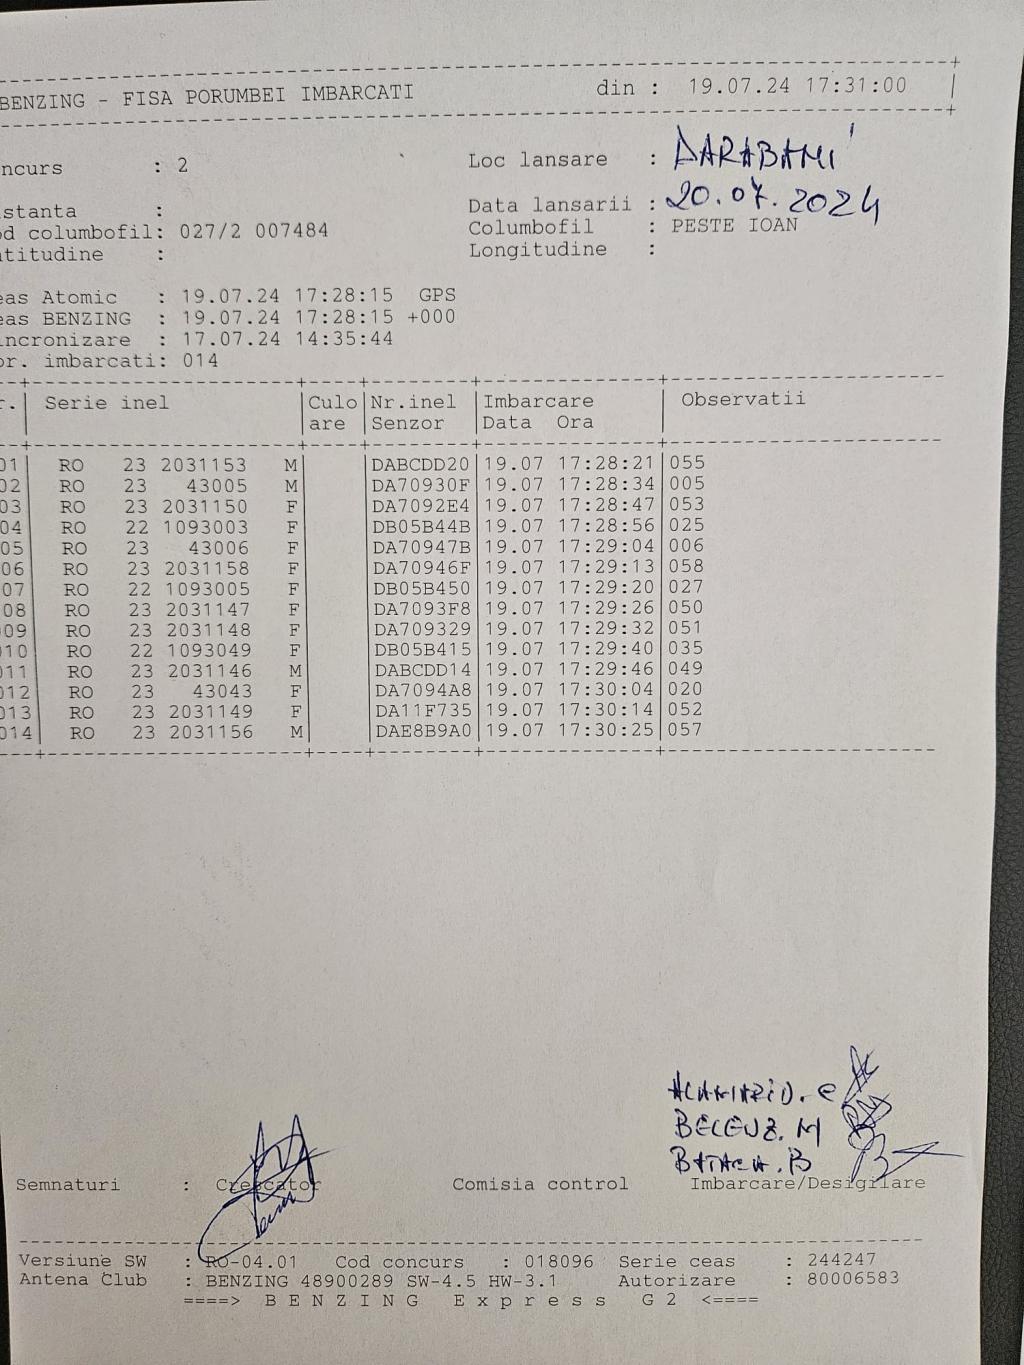 BENZING - FISA PORUMBEI IMBARCATI din : 19.07.24 17:31:00
ncurs : 2 Loc lansare : DARABANI
stanta : Data lansarii : 20.07.2024
d columbofil: 027/2 007484 Columbofil : PESTE IOAN
titudine : Longitudine :
eas Atomic : 19.07.24 17:28:15 GPS
eas BENZING : 19.07.24 17:28:15 +000
incronizare : 17.07.24 14:35:44
or. imbarcati: 014
r. Serie inel Culo Nr.inel Imbarcare Observatii
are Senzor Data Ora
01 RO 23 2031153 M DABCDD20 19.07 17:28:21 055
02 RO 23 43005 M DA70930F 19.07 17:28:34 005
03 RO 23 2031150 F DA7092E4 19.07 17:28:47 053
04 RO 22 1093003 F DB05B44B 19.07 17:28:56 025
05 RO 23 43006 F DA70947B 19.07 17:29:04 006
06 RO 23 2031158 F DA70946F 19.07 17:29:13 058
07 RO 22 1093005 F DB05B450 19.07 17:29:20 027
08 RO 23 2031147 F DA7093F8 19.07 17:29:26 050
009 RO 23 2031148 F DA709329 19.07 17:29:32 051
010 RO 22 1093049 F DB05B415 19.07 17:29:40 035
011 RO 23 2031146 M DABCDD14 19.07 17:29:46 049
012 RO 23 43043 F DA7094A8 19.07 17:30:04 020
013 RO 23 2031149 F DA11F735 19.07 17:30:14 052
014 RO 23 2031156 M DAE8B9A0 19.07 17:30:25 057
BECEUZ. M
B
Semnaturi : Crescator Comisia control Imbarcare/Desigilare
Versiune SW : RO-04.01 Cod concurs : 018096 Serie ceas : 244247
Antena Club : BENZING 48900289 SW-4.5 HW-3.1 Autorizare : 80006583
====> B E N Z I N G E x p r e s s G 2 <====